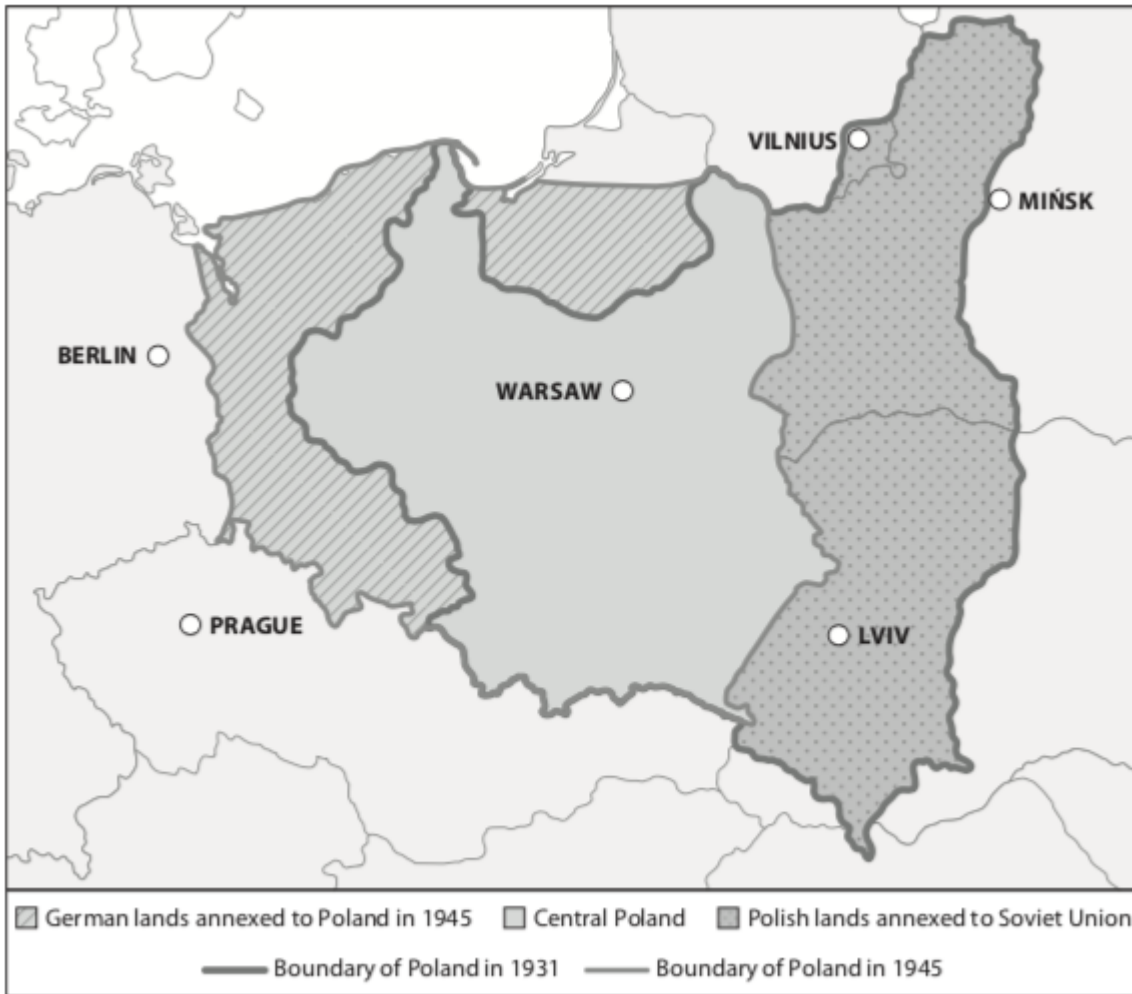 VILNIUS
MIŃSK
BERLIN
WARSAW
PRAGUE
LVIV
German lands annexed to Poland in 1945 Central Poland Polish lands annexed to Soviet Union
Boundary of Poland in 1931 Boundary of Poland in 1945